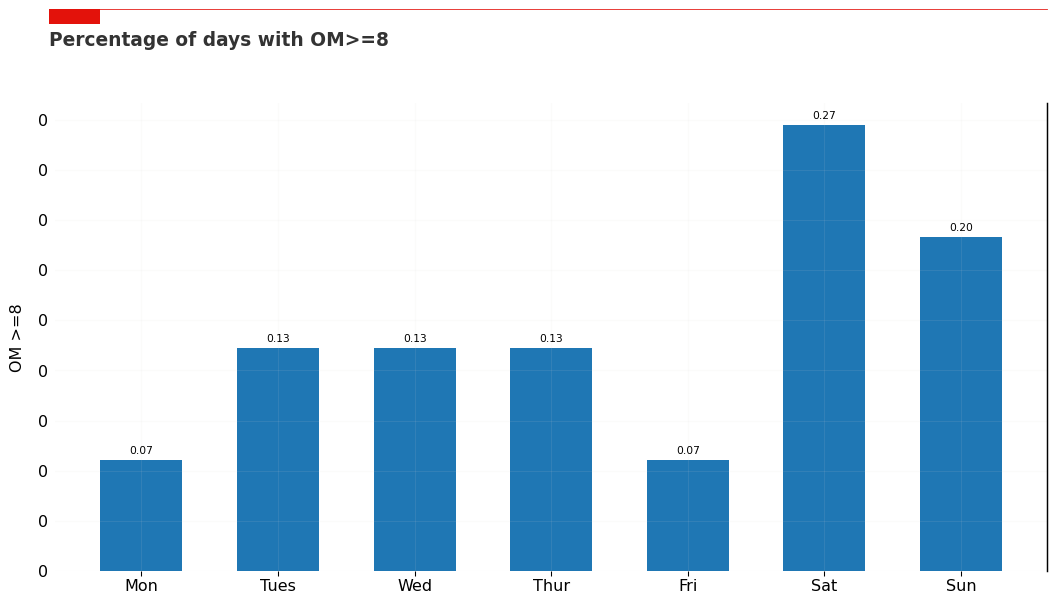 Percentage of days with OM>=8
OM >=8
0
0
0
0
0
0
0
0
0
0
0.07
0.13
0.13
0.13
0.07
0.27
0.20
Mon
Tues
Wed
Thur
Fri
Sat
Sun